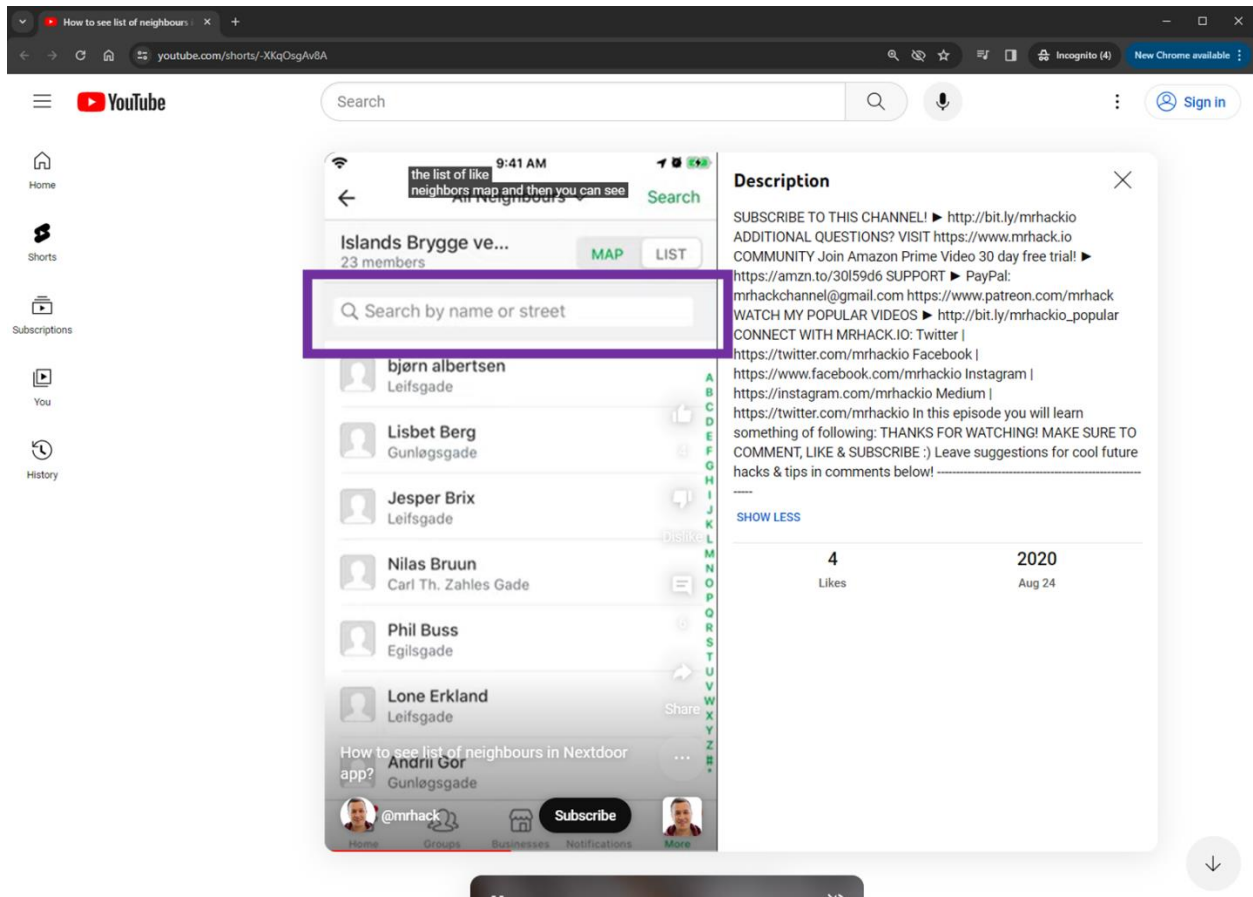 How to see list of neighbours i
youtube.com/shorts/-XKqOsgAv8A
Incognito (4)
New Chrome available
YouTube
Search
Sign in
Home
Shorts
Subscriptions
You
History
9:41 AM
the list of like
neighbors map and then you can see
All Neighbours
Search
Islands Brygge ve...
23 members
MAP
LIST
Search by name or street
bjørn albertsen
Leifsgade
Lisbet Berg
Gunløgsgade
Jesper Brix
Leifsgade
Nilas Bruun
Carl Th. Zahles Gade
Phil Buss
Egilsgade
Lone Erkland
Leifsgade
Andrii Gor
Gunløgsgade
A
B
C
D
E
F
G
H
I
J
K
L
M
N
O
P
Q
R
S
T
U
V
W
X
Y
Z
#
4
Dislike
Share
How to see list of neighbours in Nextdoor
app?
@mrhack
Subscribe
Home
Groups
Businesses
Notifications
More
Description
SUBSCRIBE TO THIS CHANNEL! ► http://bit.ly/mrhackio
ADDITIONAL QUESTIONS? VISIT https://www.mrhack.io
COMMUNITY Join Amazon Prime Video 30 day free trial! ►
https://amzn.to/30l59d6 SUPPORT ► PayPal:
mrhackchannel@gmail.com https://www.patreon.com/mrhack
WATCH MY POPULAR VIDEOS ► http://bit.ly/mrhackio_popular
CONNECT WITH MRHACK.IO: Twitter |
https://twitter.com/mrhackio Facebook |
https://www.facebook.com/mrhackio Instagram |
https://instagram.com/mrhackio Medium |
https://twitter.com/mrhackio In this episode you will learn
something of following: THANKS FOR WATCHING! MAKE SURE TO
COMMENT, LIKE & SUBSCRIBE :) Leave suggestions for cool future
hacks & tips in comments below! ----------------------------------------------------
-----
SHOW LESS
4
Likes
2020
Aug 24